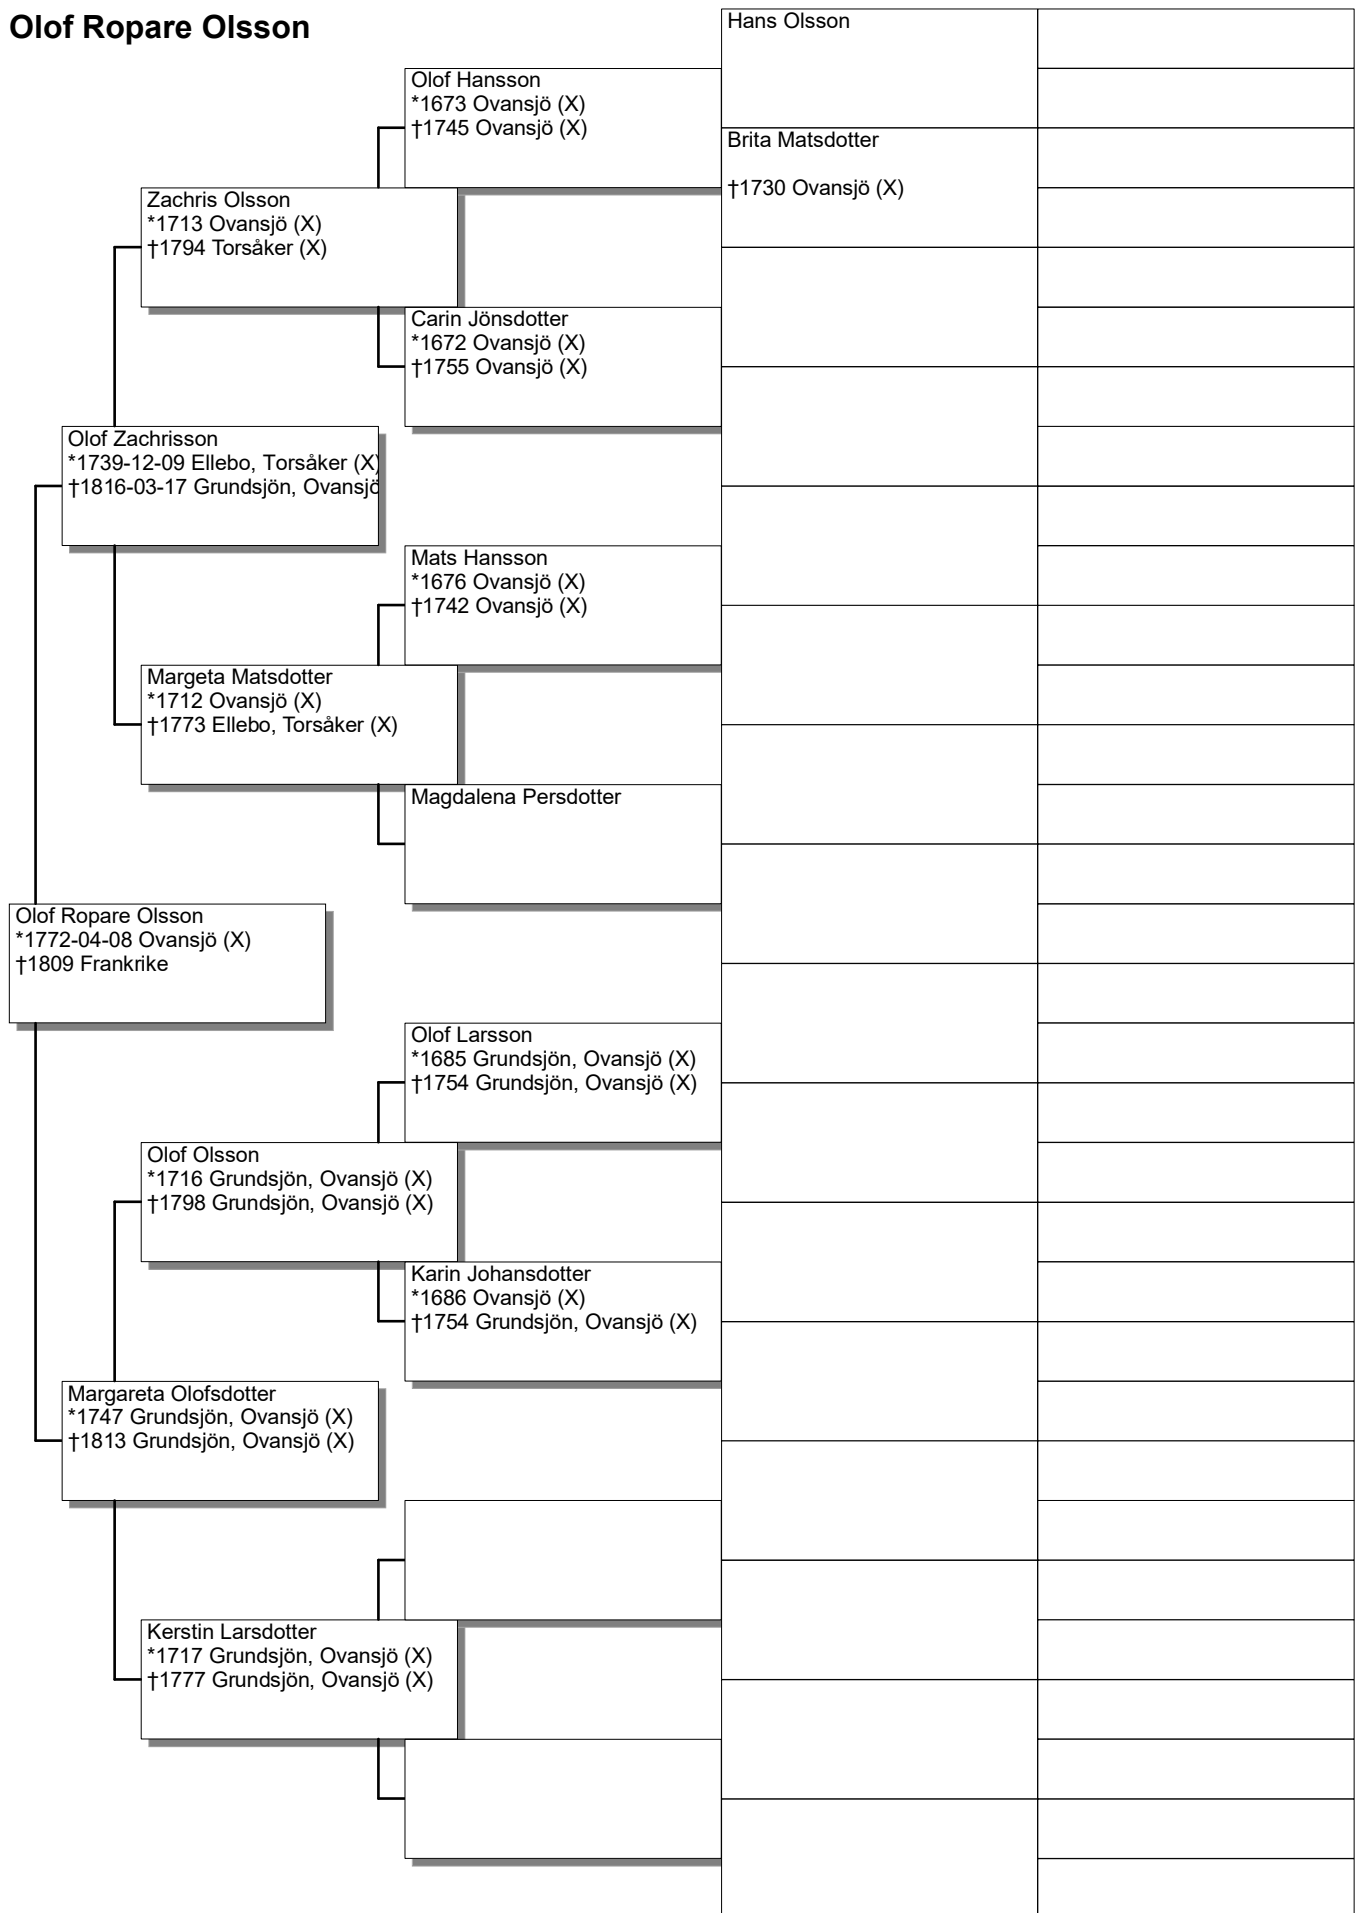 Olof Ropare Olsson
Hans Olsson
Olof Hansson
*1673 Ovansjö (X)
†1745 Ovansjö (X)
Brita Matsdotter
†1730 Ovansjö (X)
Zachris Olsson
*1713 Ovansjö (X)
†1794 Torsåker (X)
Carin Jönsdotter
*1672 Ovansjö (X)
†1755 Ovansjö (X)
Olof Zachrisson
*1739-12-09 Ellebo, Torsåker (X)
†1816-03-17 Grundsjön, Ovansjö
Mats Hansson
*1676 Ovansjö (X)
†1742 Ovansjö (X)
Margeta Matsdotter
*1712 Ovansjö (X)
†1773 Ellebo, Torsåker (X)
Magdalena Persdotter
Olof Ropare Olsson
*1772-04-08 Ovansjö (X)
†1809 Frankrike
Olof Larsson
*1685 Grundsjön, Ovansjö (X)
†1754 Grundsjön, Ovansjö (X)
Olof Olsson
*1716 Grundsjön, Ovansjö (X)
†1798 Grundsjön, Ovansjö (X)
Karin Johansdotter
*1686 Ovansjö (X)
†1754 Grundsjön, Ovansjö (X)
Margareta Olofsdotter
*1747 Grundsjön, Ovansjö (X)
†1813 Grundsjön, Ovansjö (X)
Kerstin Larsdotter
*1717 Grundsjön, Ovansjö (X)
†1777 Grundsjön, Ovansjö (X)